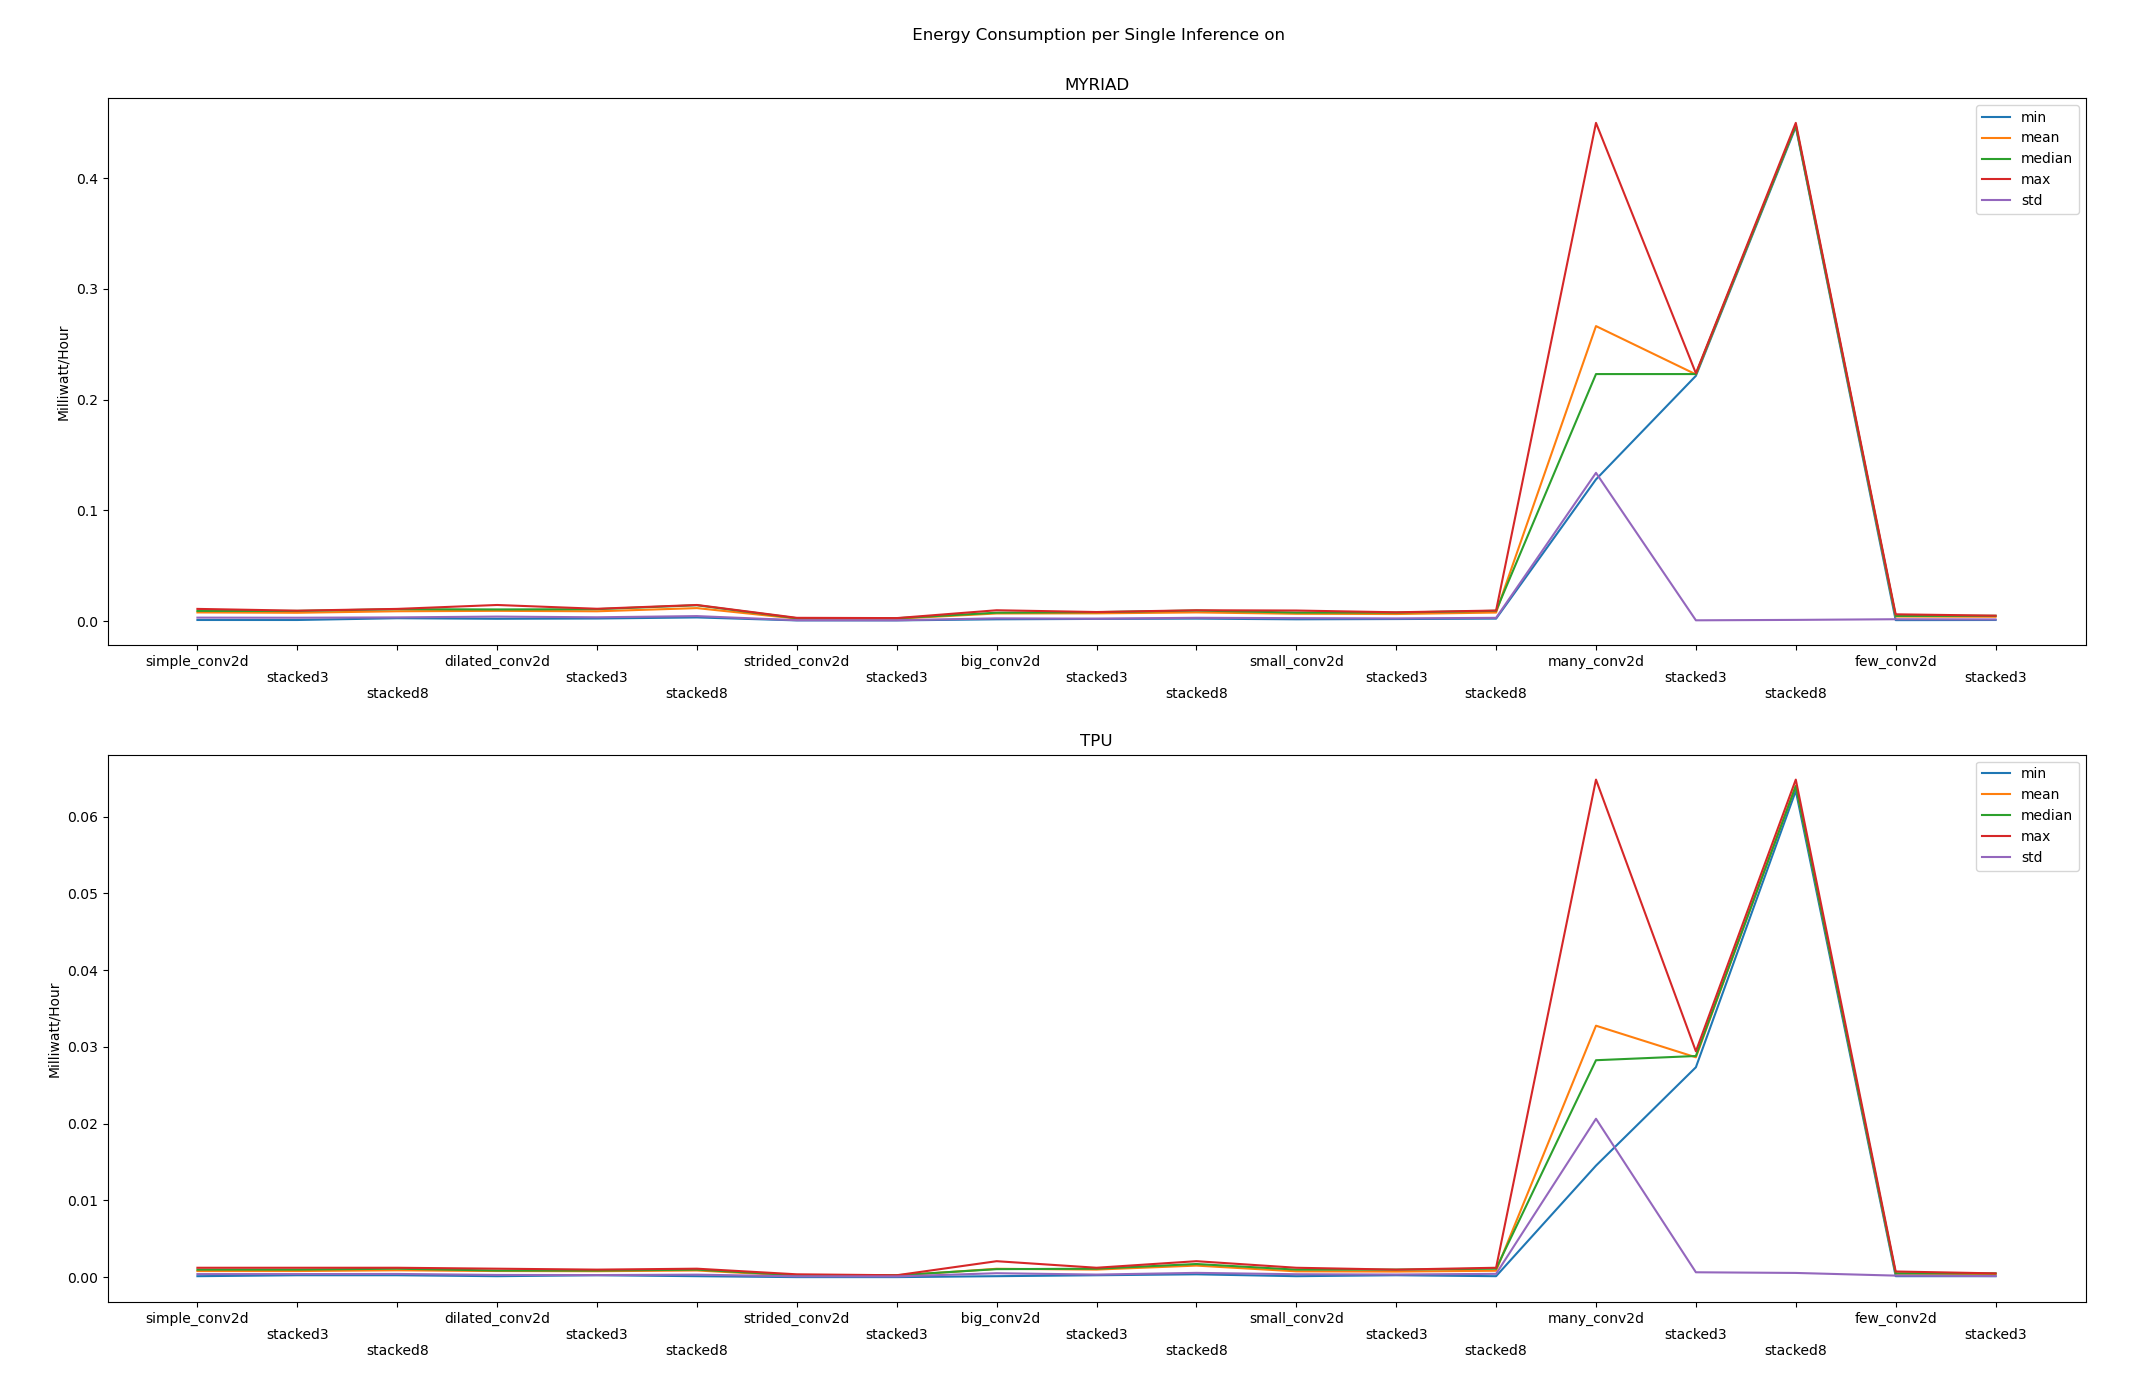 Energy Consumption per Single Inference on
MYRIAD
min
mean
median
max
std
0.4
0.3
0.2
0.1
0.0
Milliwatt/Hour
simple_conv2d dilated_conv2d strided_conv2d big_conv2d small_conv2d many_conv2d few_conv2d
stacked3 stacked3 stacked3 stacked3 stacked3 stacked3 stacked3
stacked8 stacked8 stacked8 stacked8 stacked8
TPU
min
mean
median
max
std
0.06
0.05
0.04
0.03
0.02
0.01
0.00
Milliwatt/Hour
simple_conv2d dilated_conv2d strided_conv2d big_conv2d small_conv2d many_conv2d few_conv2d
stacked3 stacked3 stacked3 stacked3 stacked3 stacked3 stacked3
stacked8 stacked8 stacked8 stacked8 stacked8